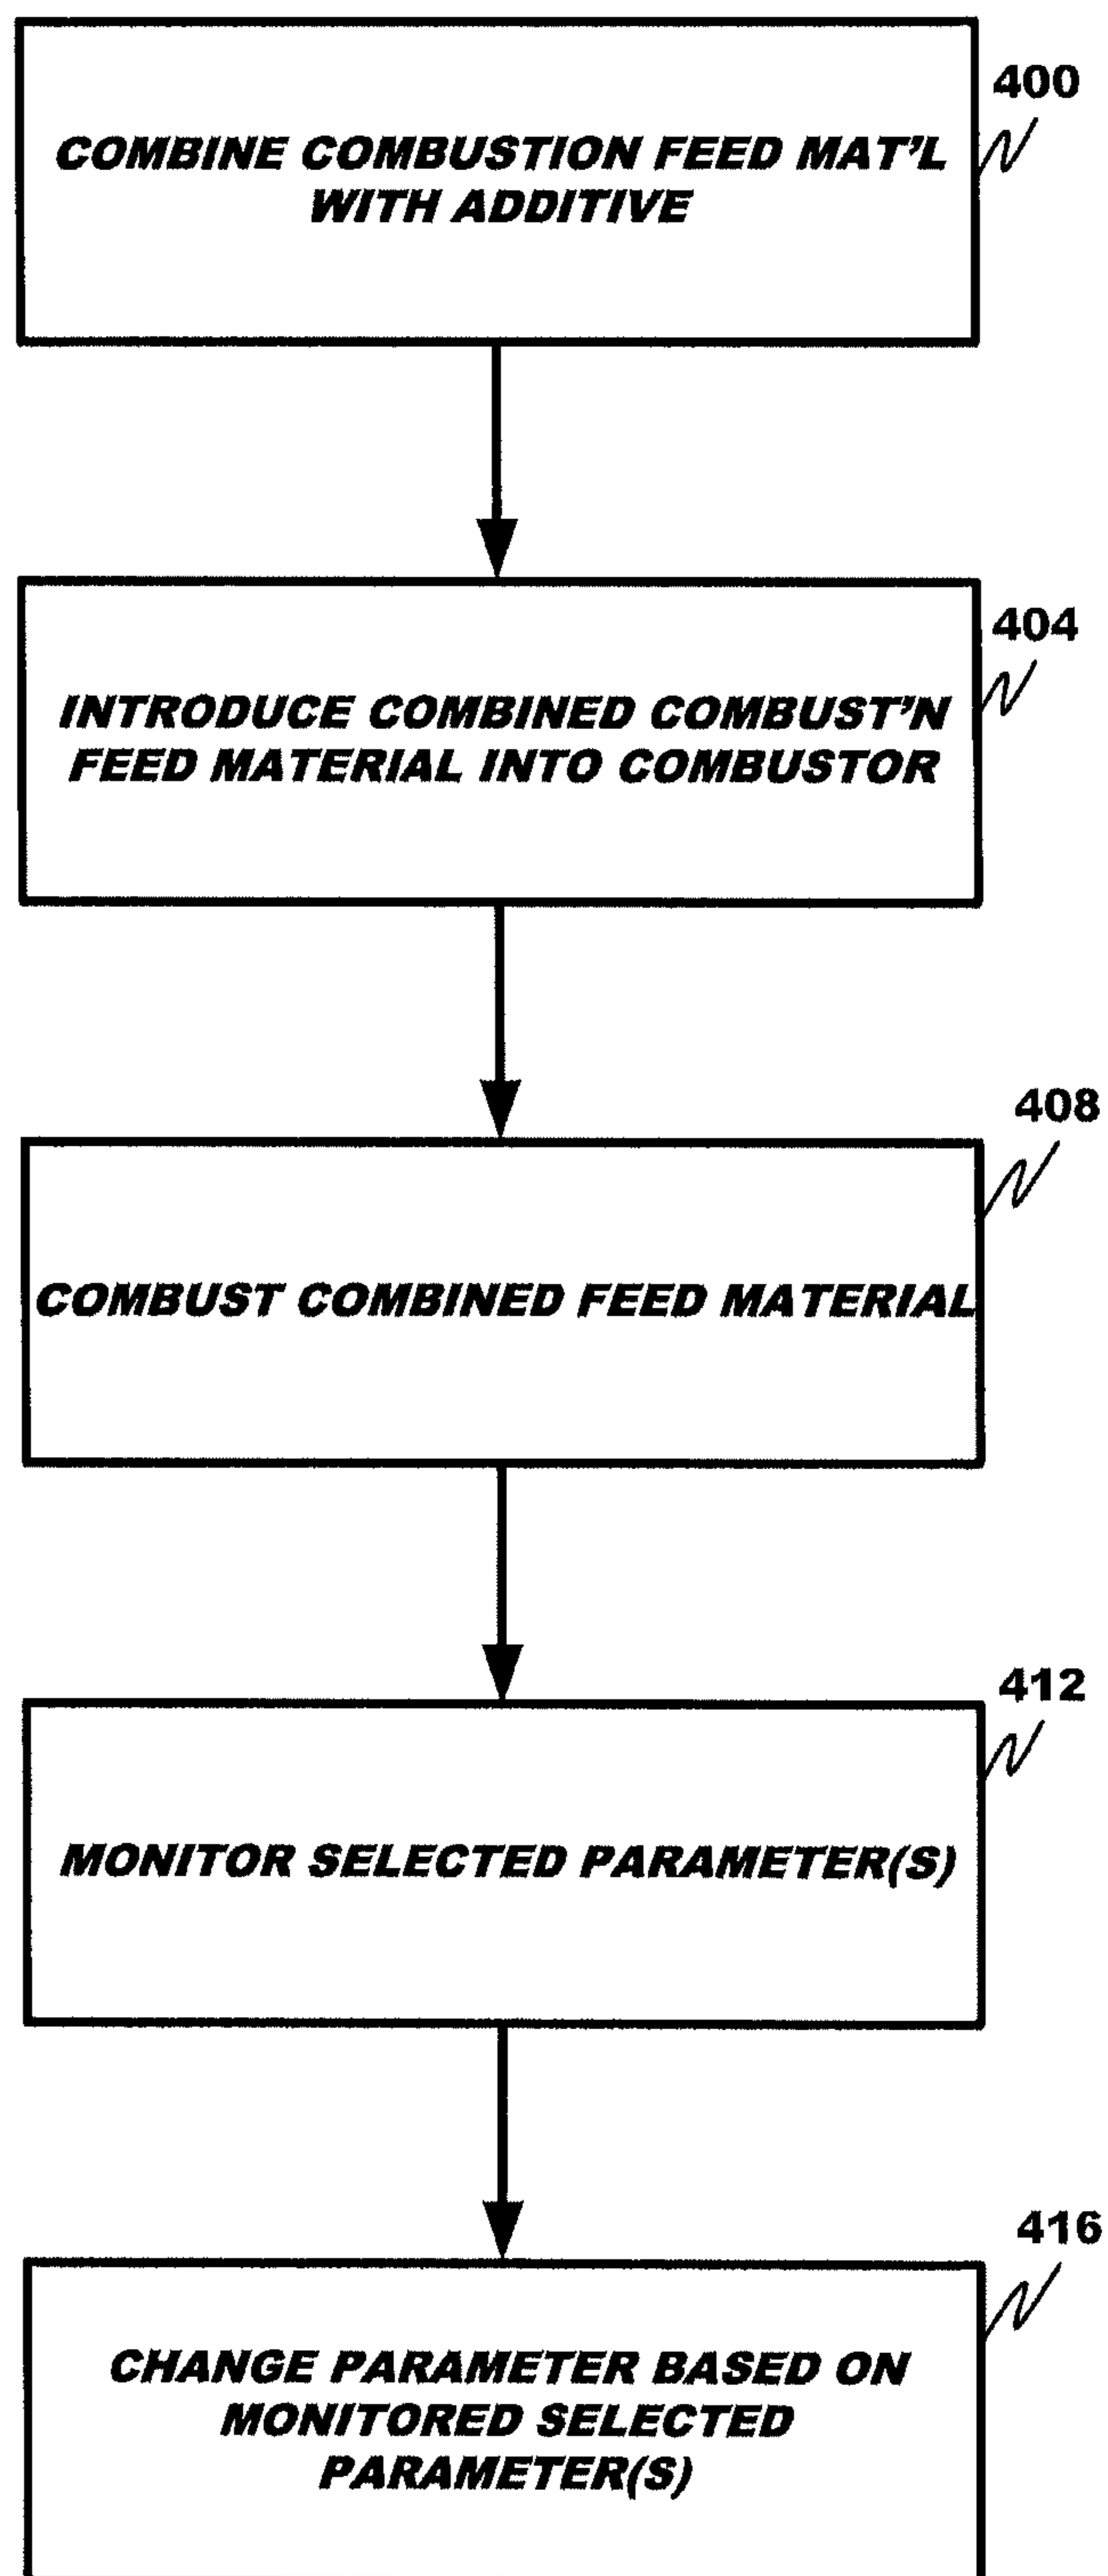 400
COMBINE COMBUSTION FEED MAT'L
WITH ADDITIVE
404
INTRODUCE COMBINED COMBUST'N
FEED MATERIAL INTO COMBUSTOR
408
COMBUST COMBINED FEED MATERIAL
412
MONITOR SELECTED PARAMETER(S)
416
CHANGE PARAMETER BASED ON
MONITORED SELECTED
PARAMETER(S)